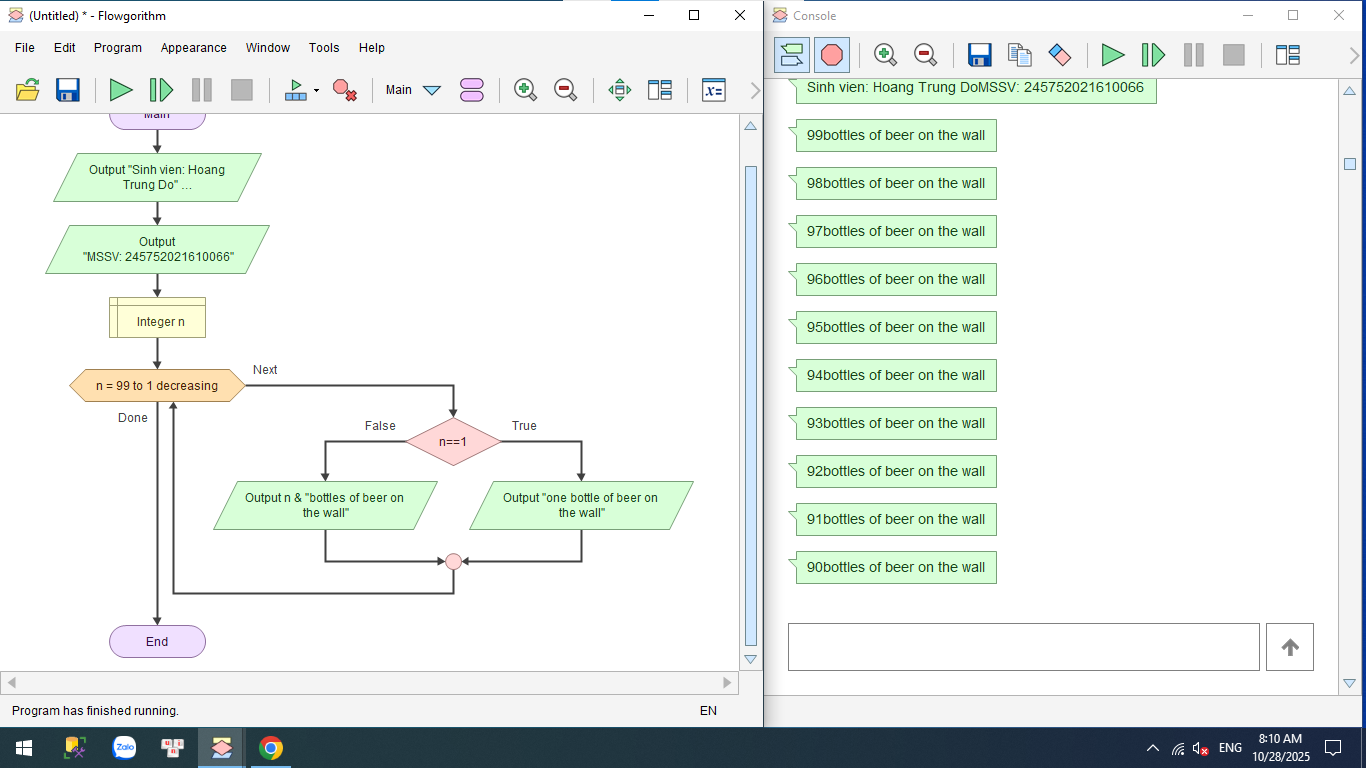 (Untitled) * - Flowgorithm
File Edit Program Appearance Window Tools Help
Main
x=
Main
Output "Sinh vien: Hoang
Trung Do" ...
Output
"MSSV: 245752021610066"
Integer n
n = 99 to 1 decreasing
Next
Done
False
True
n==1
Output n & "bottles of beer on
the wall"
Output "one bottle of beer on
the wall"
End
Program has finished running.
EN
Console
Sinh vien: Hoang Trung DoMSSV: 245752021610066
99bottles of beer on the wall
98bottles of beer on the wall
97bottles of beer on the wall
96bottles of beer on the wall
95bottles of beer on the wall
94bottles of beer on the wall
93bottles of beer on the wall
92bottles of beer on the wall
91bottles of beer on the wall
90bottles of beer on the wall
Zalo
u i
n
ENG
8:10 AM
10/28/2025